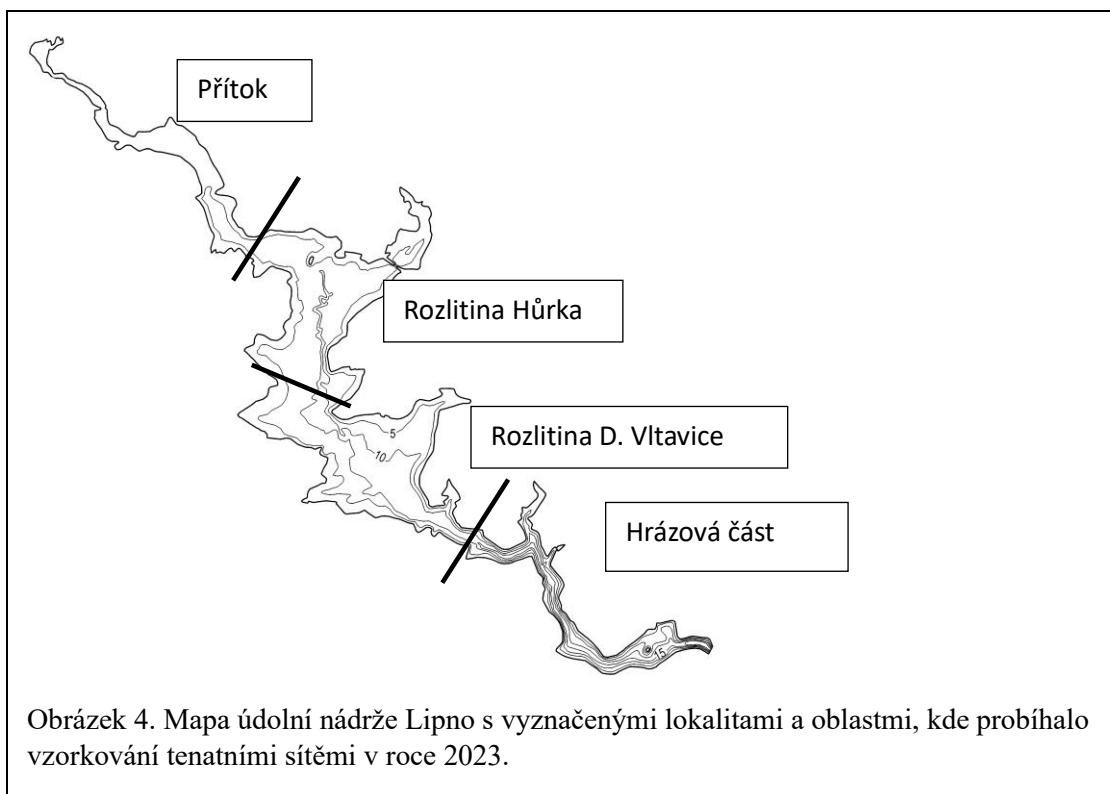 Přítok
0
Rozlitina Hůrka
5
Rozlitina D. Vltavice
10
Hrázová část
15
Obrázek 4. Mapa údolní nádrže Lipno s vyznačenými lokalitami a oblastmi, kde probíhalo
vzorkování tenatními sítěmi v roce 2023.